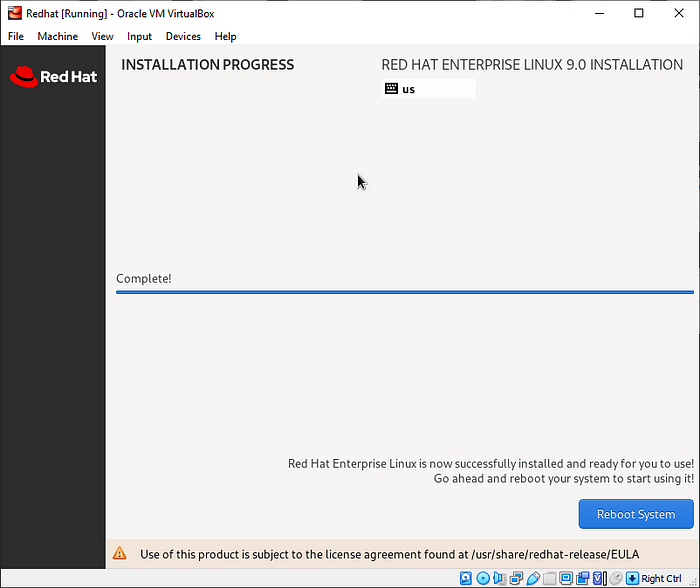 Redhat [Running] - Oracle VM VirtualBox
File Machine View Input Devices Help
Red Hat
INSTALLATION PROGRESS
RED HAT ENTERPRISE LINUX 9.0 INSTALLATION
us
Complete!
Red Hat Enterprise Linux is now successfully installed and ready for you to use!
Go ahead and reboot your system to start using it!
Reboot System
Use of this product is subject to the license agreement found at /usr/share/redhat-release/EULA
Right Ctrl